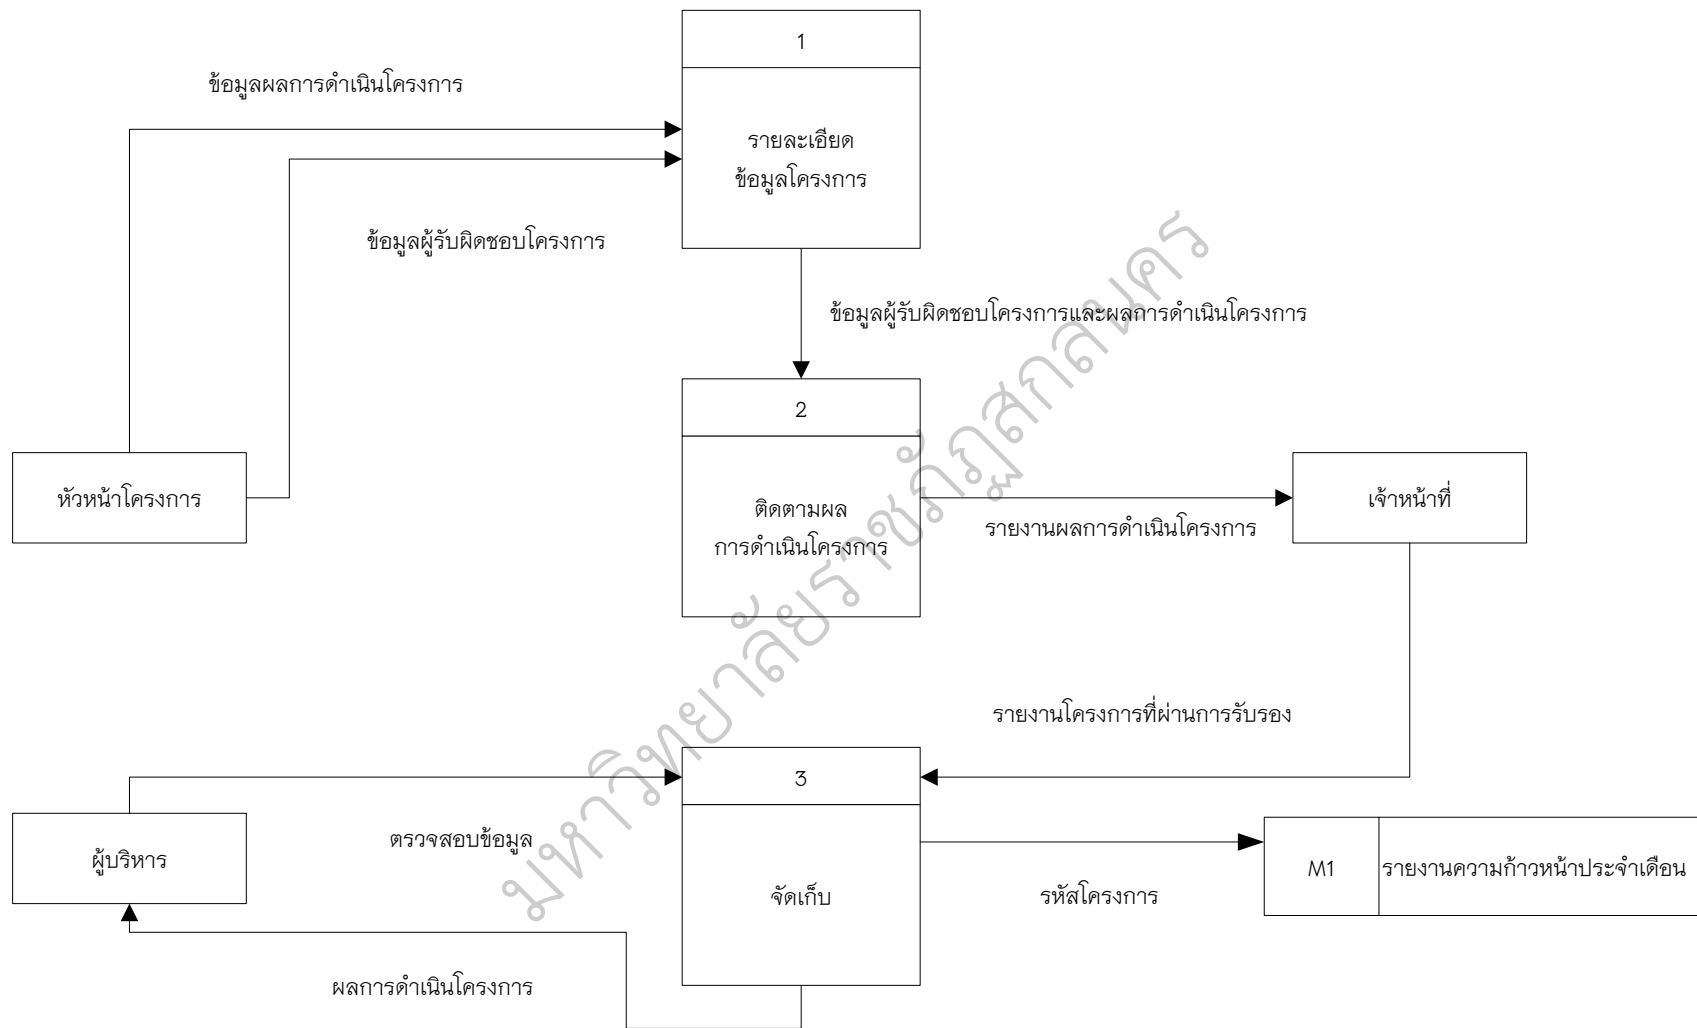 1
ข้อมูลผลการดำเนินโครงการ
รายละเอียด
ข้อมูลโครงการ
ข้อมูลผู้รับผิดชอบโครงการ
ข้อมูลผู้รับผิดชอบโครงการและผลการดำเนินโครงการ
2
หัวหน้าโครงการ
ติดตามผล
การดำเนินโครงการ
รายงานผลการดำเนินโครงการ
เจ้าหน้าที่
รายงานโครงการที่ผ่านการรับรอง
3
ตรวจสอบข้อมูล
ผู้บริหาร
จัดเก็บ
รหัสโครงการ
M1
รายงานความก้าวหน้าประจำเดือน
ผลการดำเนินโครงการ
มหาวิทยาลัยราชภัฏสกลนคร